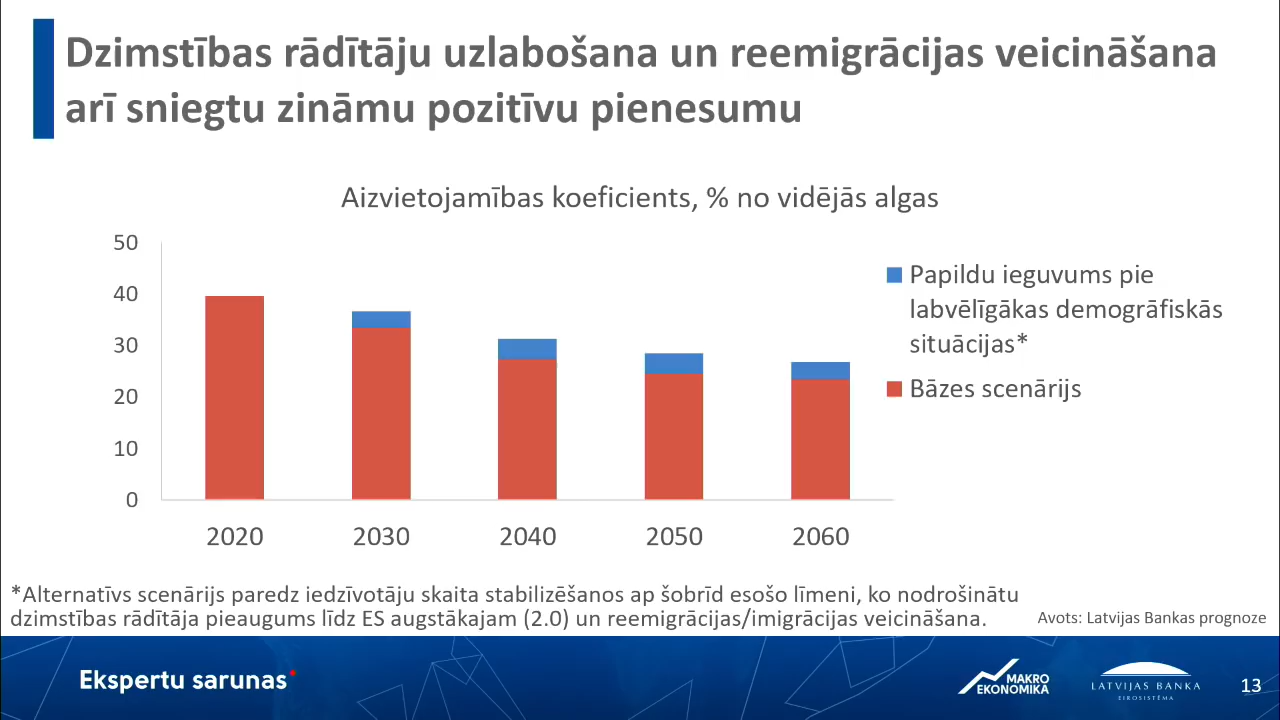 Dzimstības rādītāju uzlabošana un reemigrācijas veicināšana
arī sniegtu zināmu pozitīvu pienesumu
Aizvietojamības koeficients, % no vidējās algas
50
40
30
20
10
0
2020
2030
2040
2050
2060
Papildu ieguvums pie
labvēlīgākas demogrāfiskās
situācijas*
Bāzes scenārijs
*Alternatīvs scenārijs paredz iedzīvotāju skaita stabilizēšanos ap šobrīd esošo līmeni, ko nodrošinātu
dzimstības rādītāja pieaugums līdz ES augstākajam (2.0) un reemigrācijas/imigrācijas veicināšana.
Avots: Latvijas Bankas prognoze
Ekspertu sarunas
MAKRO
EKONOMIKA
LATVIJAS BANKA
EIROSISTĒMA
13